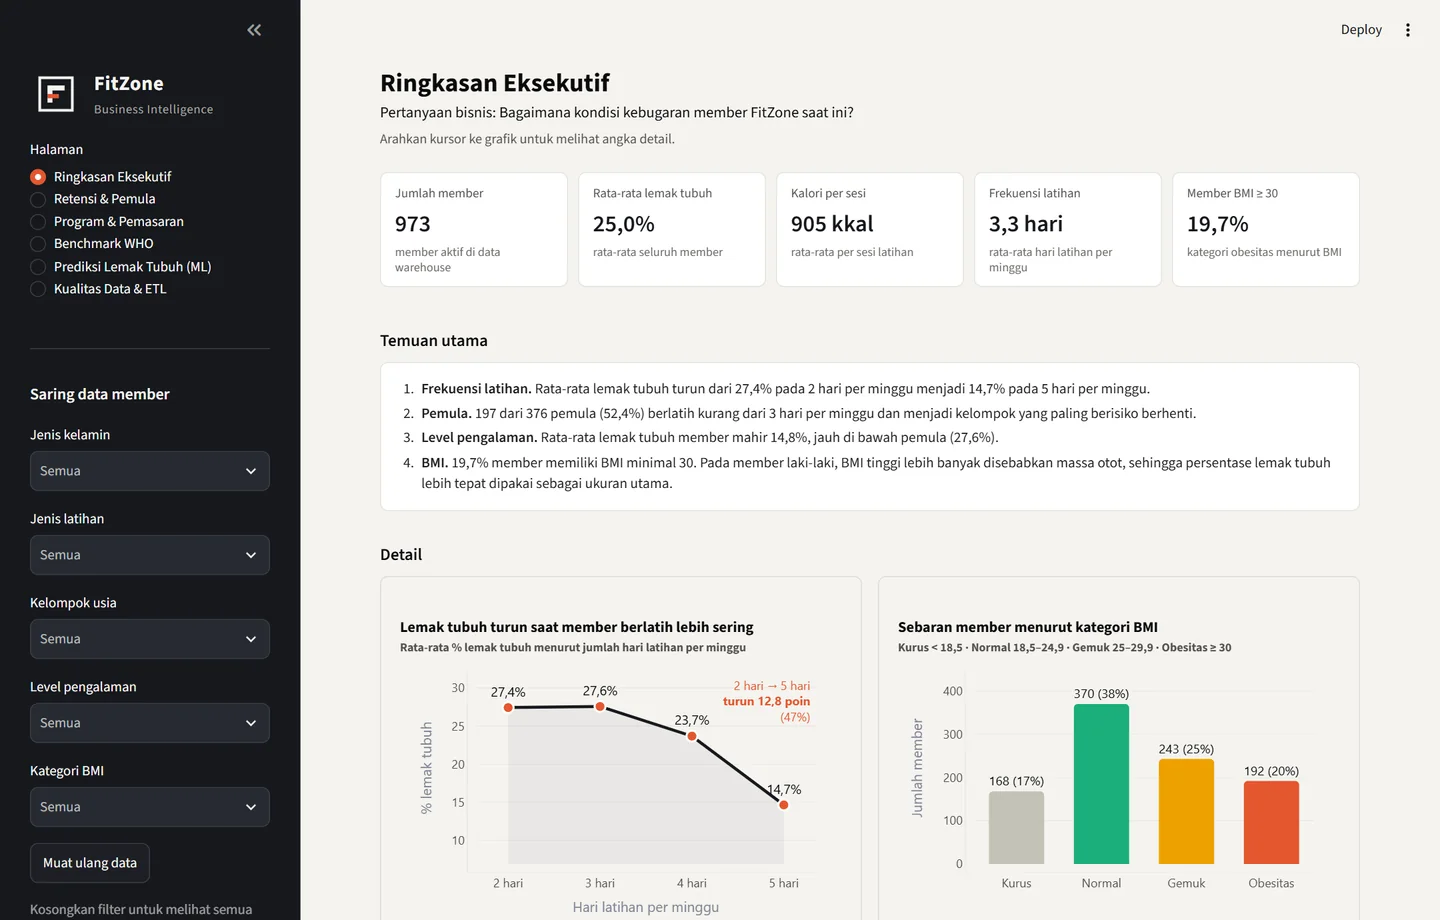 Deploy
FitZone
Business Intelligence
Halaman
Ringkasan Eksekutif
Retensi & Pemula
Program & Pemasaran
Benchmark WHO
Prediksi Lemak Tubuh (ML)
Kualitas Data & ETL
Saring data member
Jenis kelamin
Semua
Jenis latihan
Semua
Kelompok usia
Semua
Level pengalaman
Semua
Kategori BMI
Semua
Muat ulang data
Kosongkan filter untuk melihat semua
Ringkasan Eksekutif
Pertanyaan bisnis: Bagaimana kondisi kebugaran member FitZone saat ini?
Arahkan kursor ke grafik untuk melihat angka detail.
Jumlah member
973
member aktif di data
warehouse
Rata-rata lemak tubuh
25,0%
rata-rata seluruh member
Kalori per sesi
905 kkal
rata-rata per sesi latihan
Frekuensi latihan
3,3 hari
rata-rata hari latihan per
minggu
Member BMI ≥ 30
19,7%
kategori obesitas menurut BMI
Temuan utama
1. Frekuensi latihan. Rata-rata lemak tubuh turun dari 27,4% pada 2 hari per minggu menjadi 14,7% pada 5 hari per minggu.
2. Pemula. 197 dari 376 pemula (52,4%) berlatih kurang dari 3 hari per minggu dan menjadi kelompok yang paling berisiko berhenti.
3. Level pengalaman. Rata-rata lemak tubuh member mahir 14,8%, jauh di bawah pemula (27,6%).
4. BMI. 19,7% member memiliki BMI minimal 30. Pada member laki-laki, BMI tinggi lebih banyak disebabkan massa otot, sehingga persentase lemak tubuh
lebih tepat dipakai sebagai ukuran utama.
Detail
Lemak tubuh turun saat member berlatih lebih sering
Rata-rata % lemak tubuh menurut jumlah hari latihan per minggu
2 hari → 5 hari
turun 12,8 poin
(47%)
27,4%
27,6%
23,7%
14,7%
30
25
20
15
10
% lemak tubuh
2 hari
3 hari
4 hari
5 hari
Hari latihan per minggu
Sebaran member menurut kategori BMI
Kurus < 18,5 · Normal 18,5–24,9 · Gemuk 25–29,9 · Obesitas ≥ 30
400
300
200
100
0
Jumlah member
168 (17%)
370 (38%)
243 (25%)
192 (20%)
Kurus
Normal
Gemuk
Obesitas